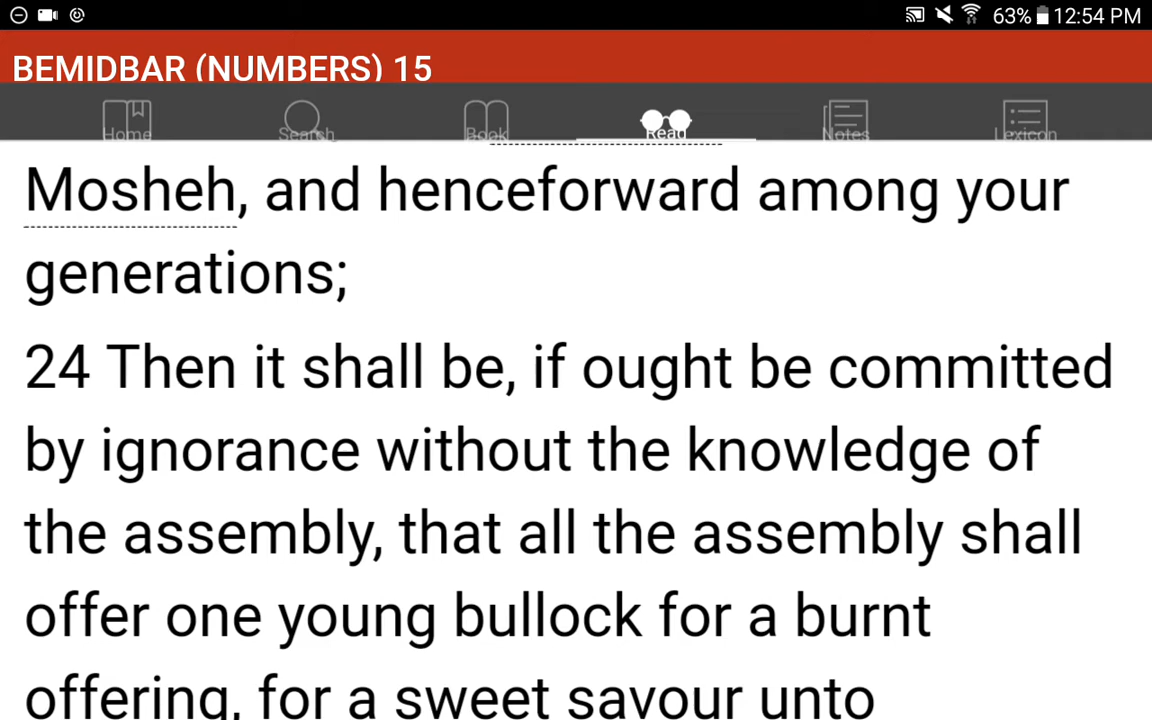 63% 12:54 PM
BEMIDBAR (NUMBERS) 15
Home Search Book Read Notes Lexicon
Mosheh, and henceforward among your
generations;
24 Then it shall be, if ought be committed
by ignorance without the knowledge of
the assembly, that all the assembly shall
offer one young bullock for a burnt
offering, for a sweet savour unto